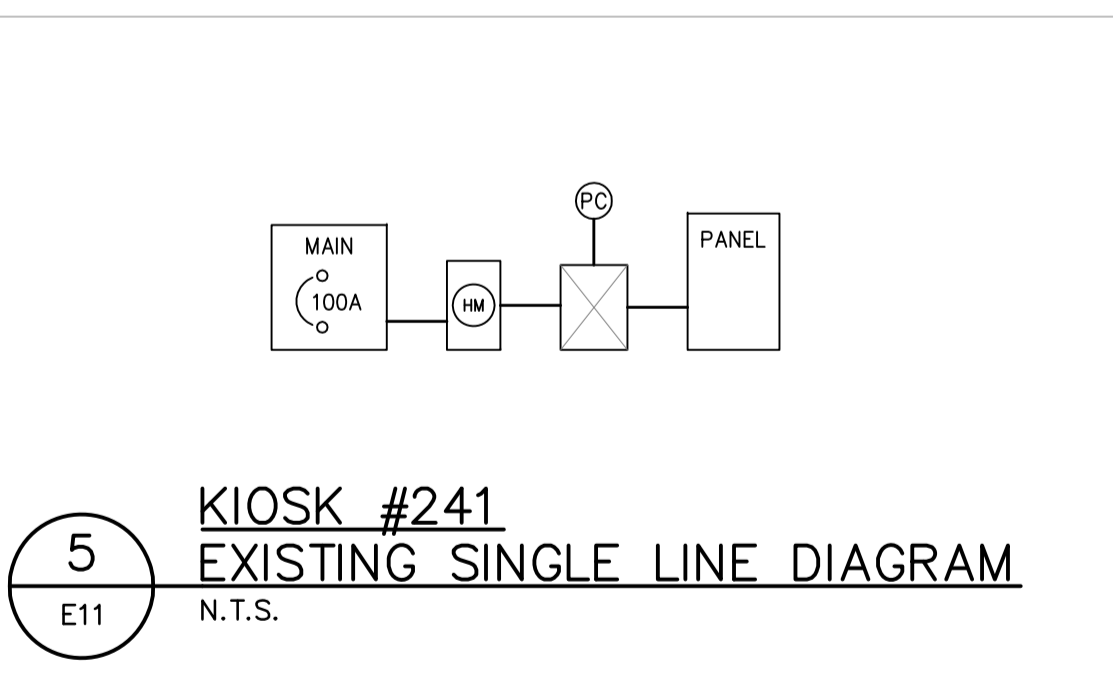 PC
MAIN
100A
HM
PANEL
KIOSK #241
EXISTING SINGLE LINE DIAGRAM
N.T.S.
5
E11